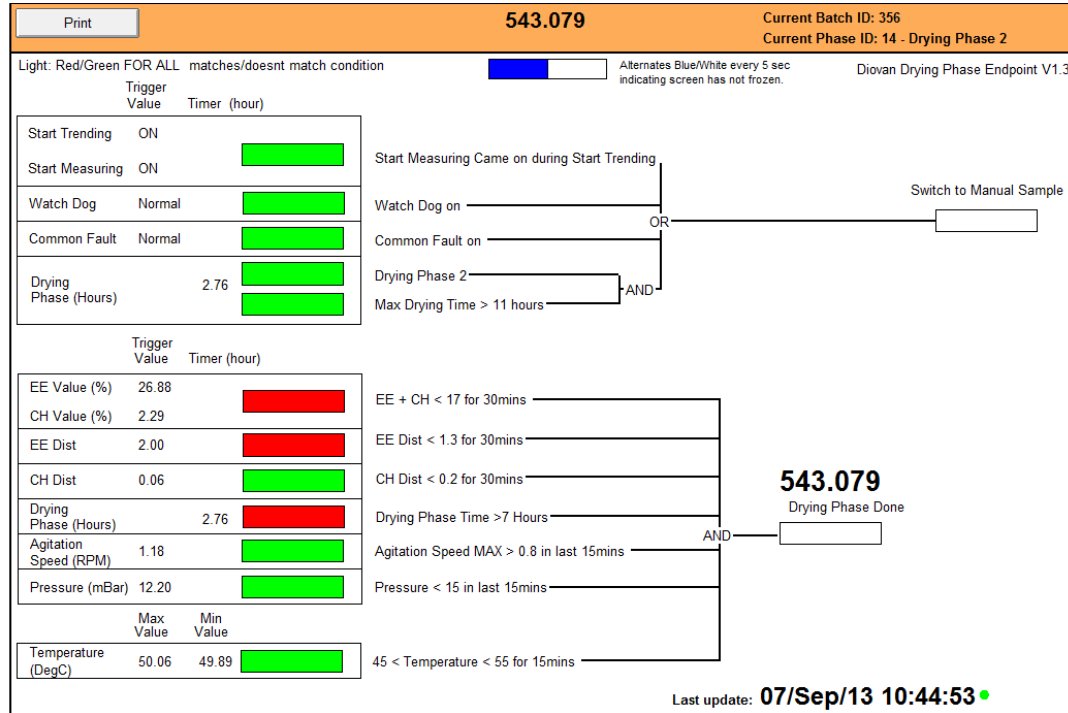 Print
543.079
Current Batch ID: 356
Current Phase ID: 14 - Drying Phase 2
Light: Red/Green FOR ALL matches/doesnt match condition
Alternates Blue/White every 5 sec
indicating screen has not frozen.
Diovan Drying Phase Endpoint V1.3
Trigger
Value Timer (hour)
Start Trending ON
Start Measuring ON
Start Measuring Came on during Start Trending
Watch Dog Normal
Watch Dog on
Common Fault Normal
Common Fault on
Drying
Phase (Hours) 2.76
Drying Phase 2
Max Drying Time > 11 hours
AND
OR
Switch to Manual Sample
Trigger
Value Timer (hour)
EE Value (%) 26.88
CH Value (%) 2.29
EE + CH < 17 for 30mins
EE Dist 2.00
EE Dist < 1.3 for 30mins
CH Dist 0.06
CH Dist < 0.2 for 30mins
Drying
Phase (Hours) 2.76
Drying Phase Time >7 Hours
Agitation
Speed (RPM) 1.18
Agitation Speed MAX > 0.8 in last 15mins
Pressure (mBar) 12.20
Pressure < 15 in last 15mins
Max
Value
Min
Value
Temperature
(DegC) 50.06 49.89
45 < Temperature < 55 for 15mins
AND
543.079
Drying Phase Done
Last update: 07/Sep/13 10:44:53